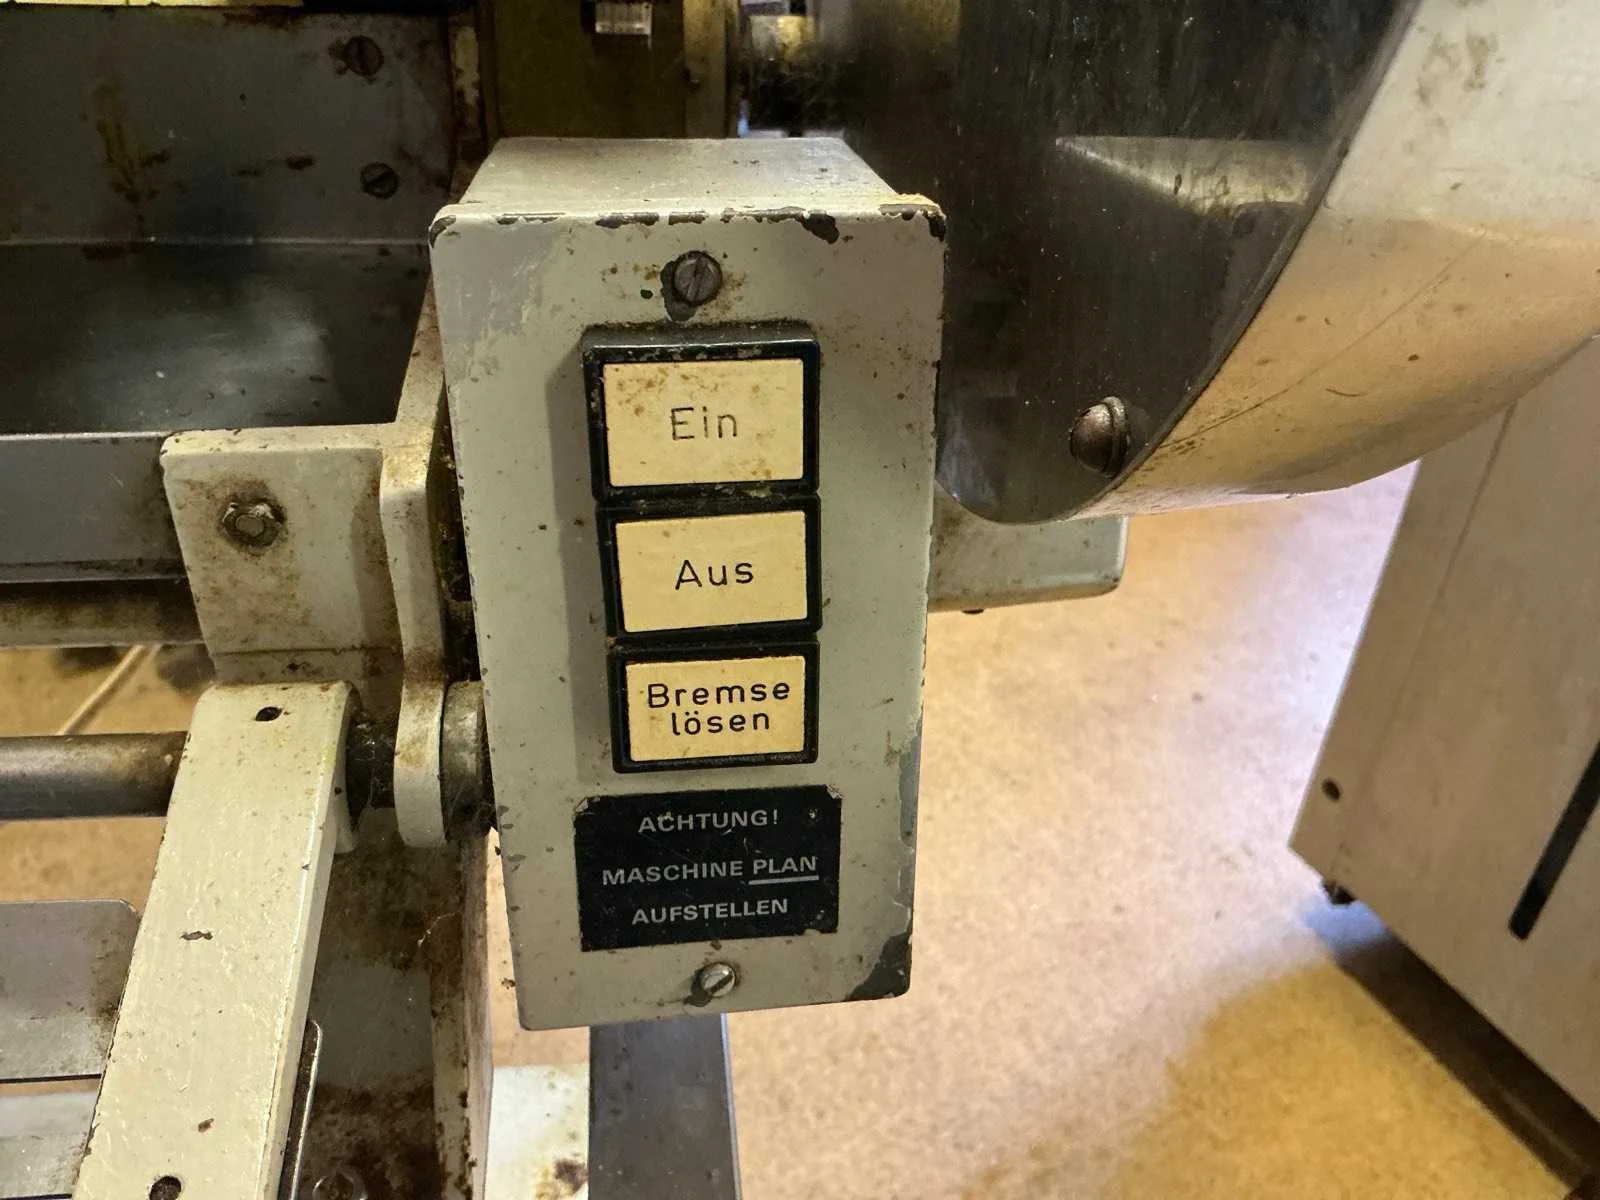 Ein
Aus
Bremse
lösen
ACHTUNG!
MASCHINE PLAN
AUFSTELLEN